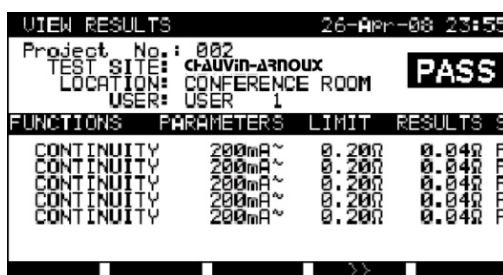 VIEW RESULTS 26-Apr-08 23:55
Project No.: 002
TEST SITE: CHAUVIN-ARNOUX
LOCATION: CONFERENCE ROOM
USER: USER 1
PASS
FUNCTIONS PARAMETERS LIMIT RESULTS S
CONTINUITY 200mA~ 0.20Ω 0.04Ω P
CONTINUITY 200mA~ 0.20Ω 0.04Ω P
CONTINUITY 200mA~ 0.20Ω 0.04Ω P
CONTINUITY 200mA~ 0.20Ω 0.04Ω P
CONTINUITY 200mA~ 0.20Ω 0.04Ω P
>>